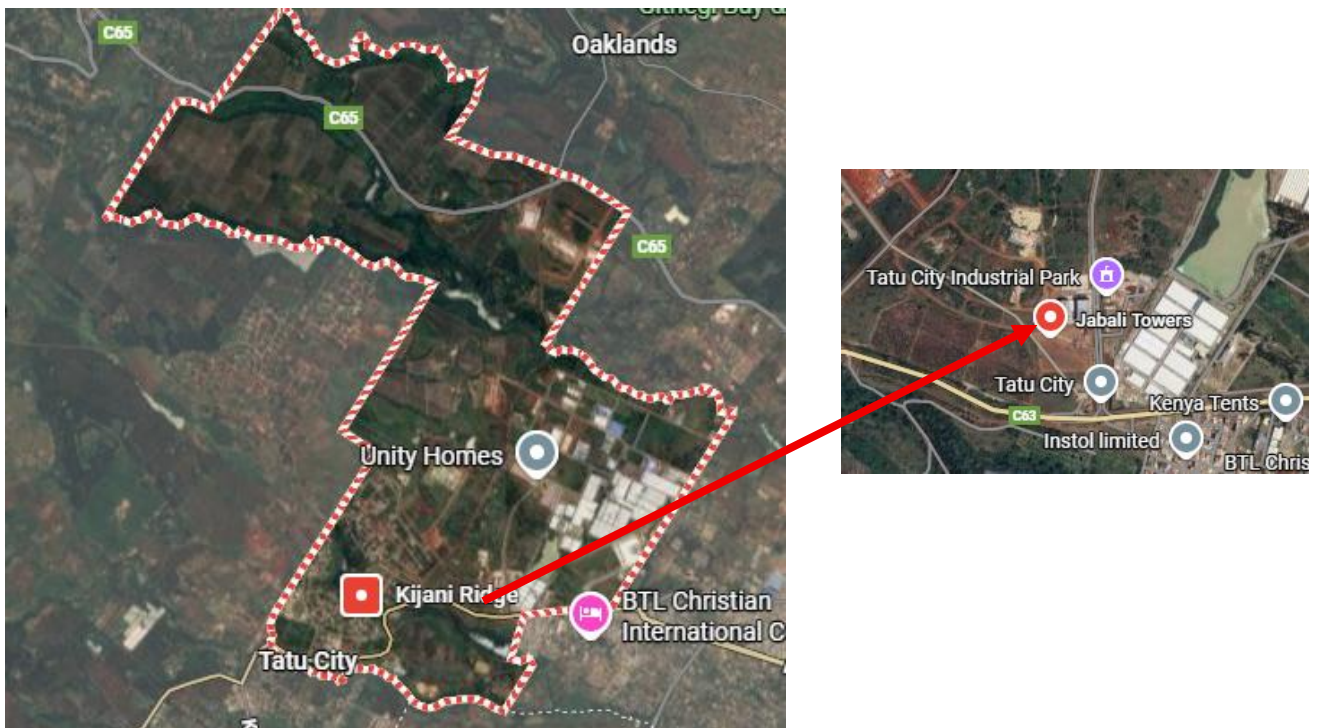 C65
Oaklands
C65
C65
Unity Homes
Kijani Ridge
BTL Christian
International C
Tatu City
Tatu City Industrial Park
Jabali Towers
Tatu City
Kenya Tents
C63
Instol limited
BTL Chris